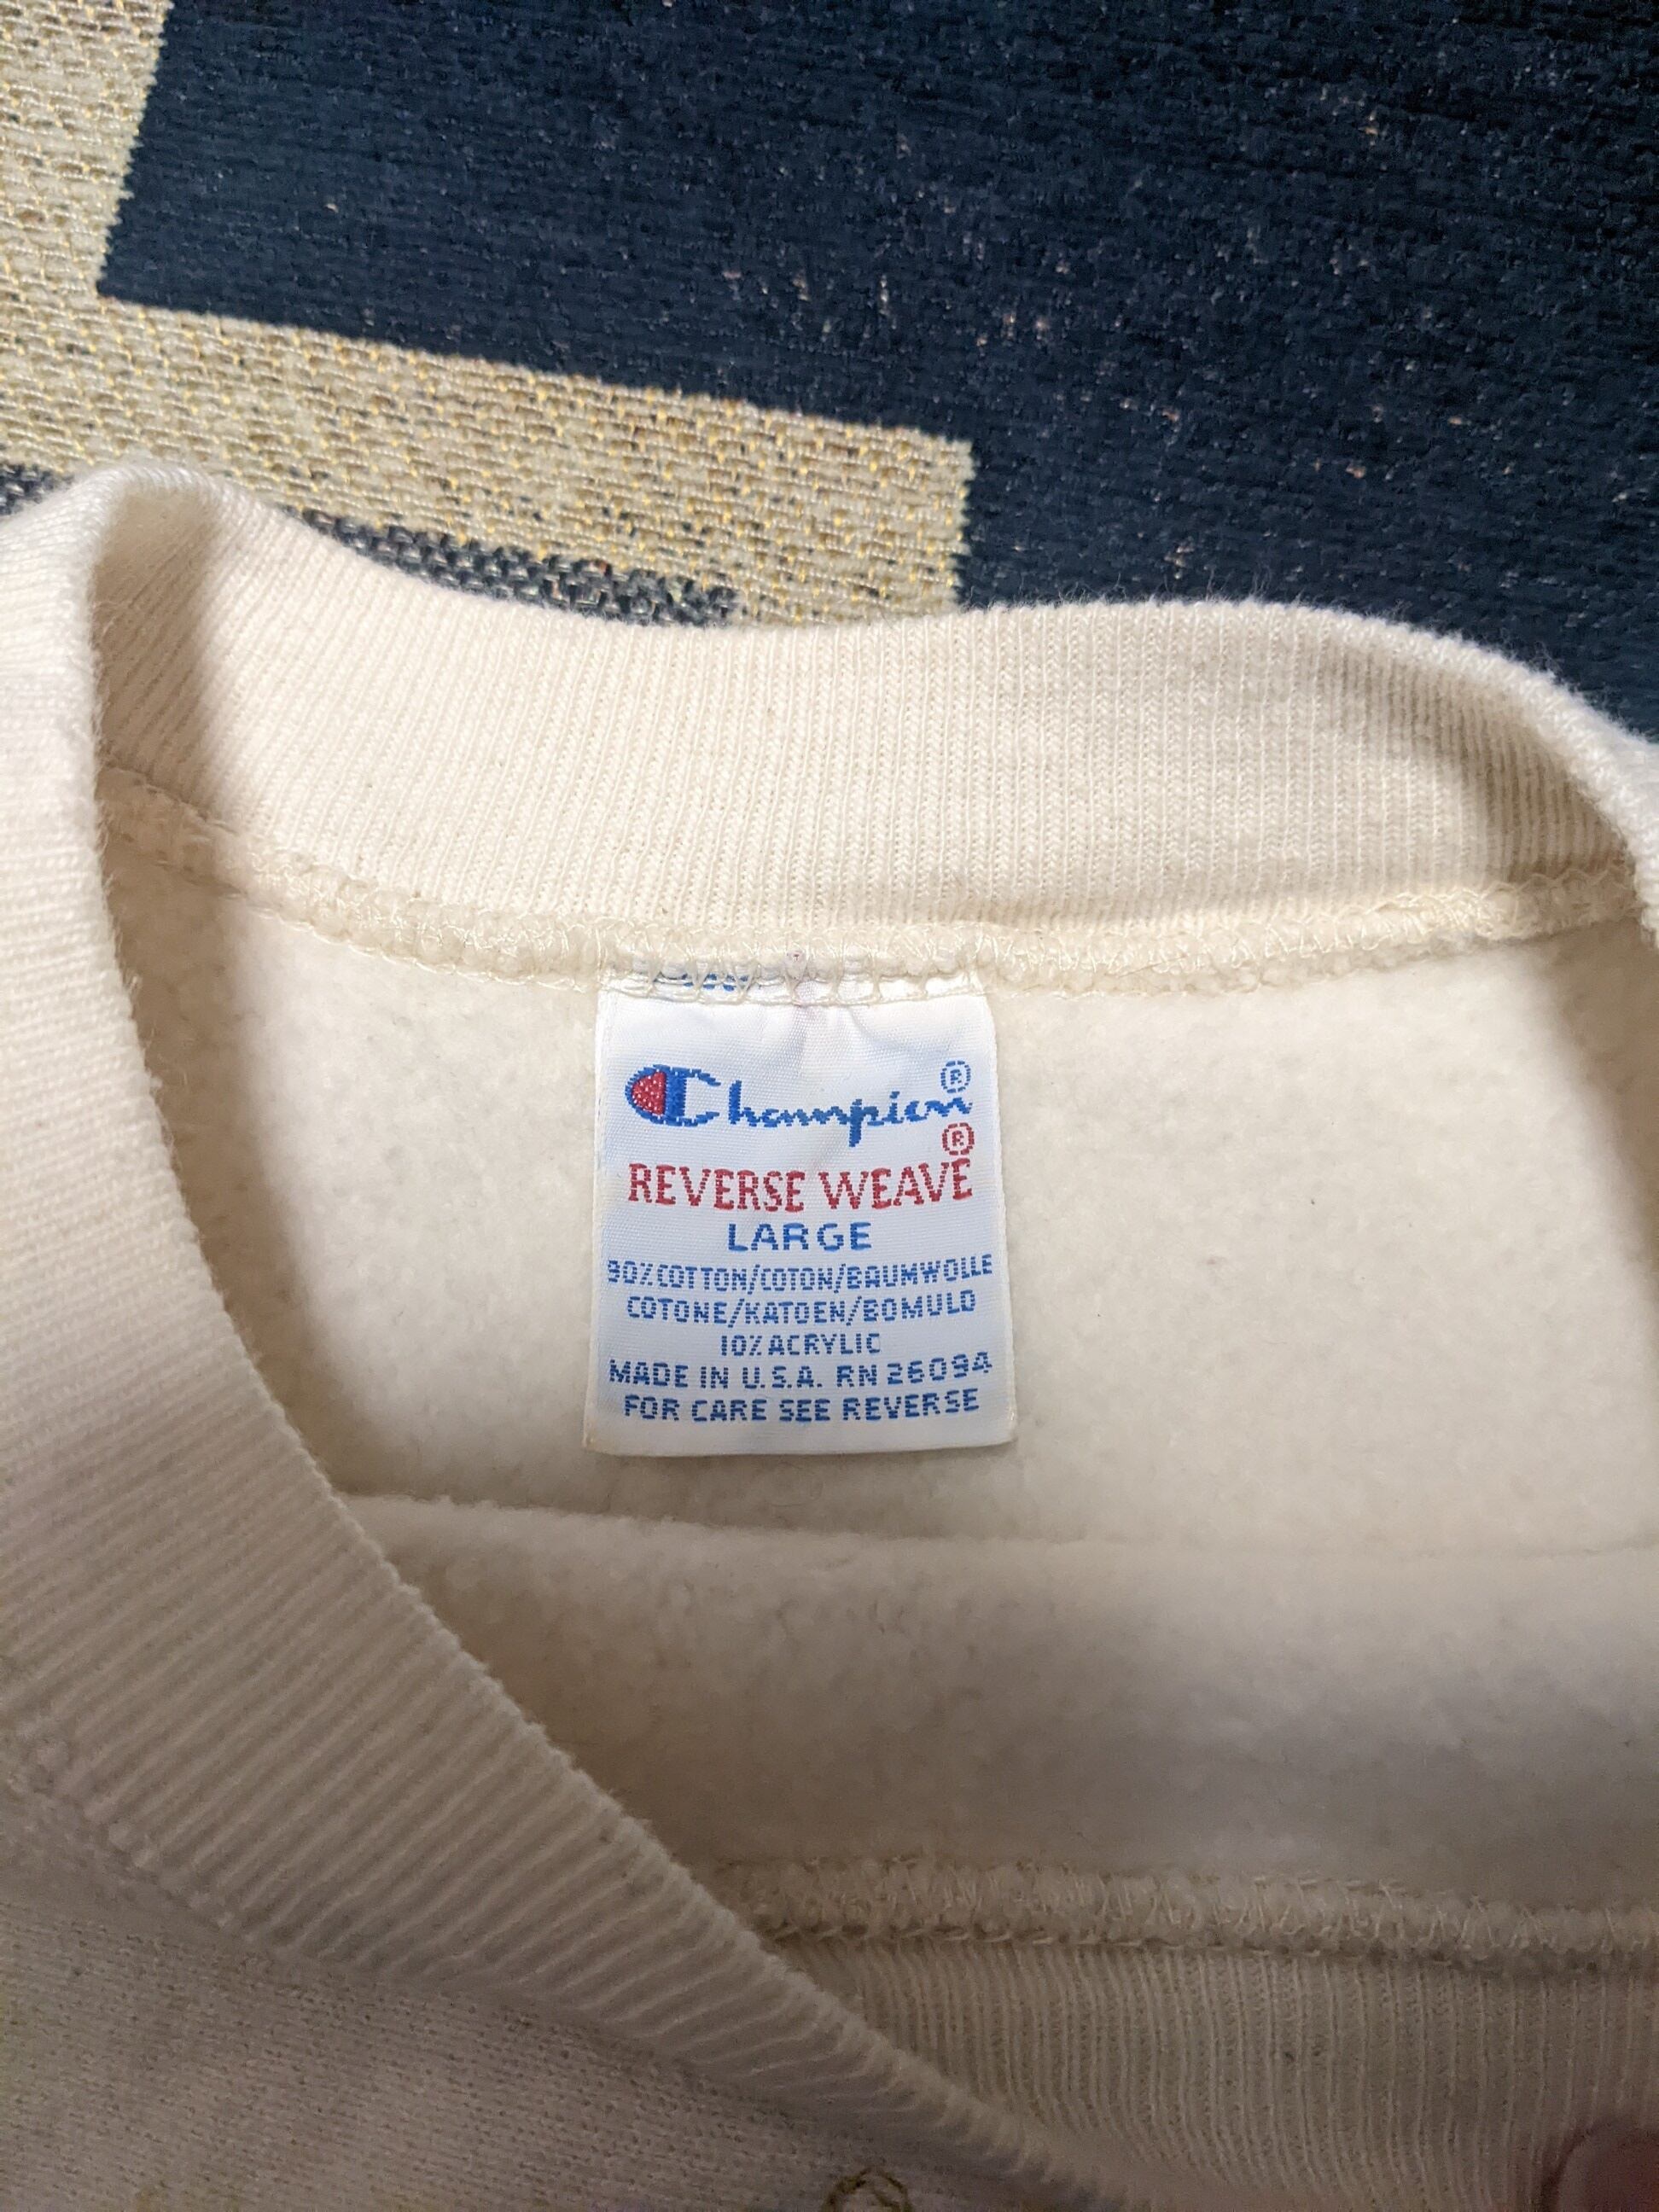 Champion®
REVERSE WEAVE®
LARGE
90% COTTON/COTON/BAUMWOLLE
COTONE/KATOEN/BOMULD
10% ACRYLIC
MADE IN U.S.A. RN 26094
FOR CARE SEE REVERSE